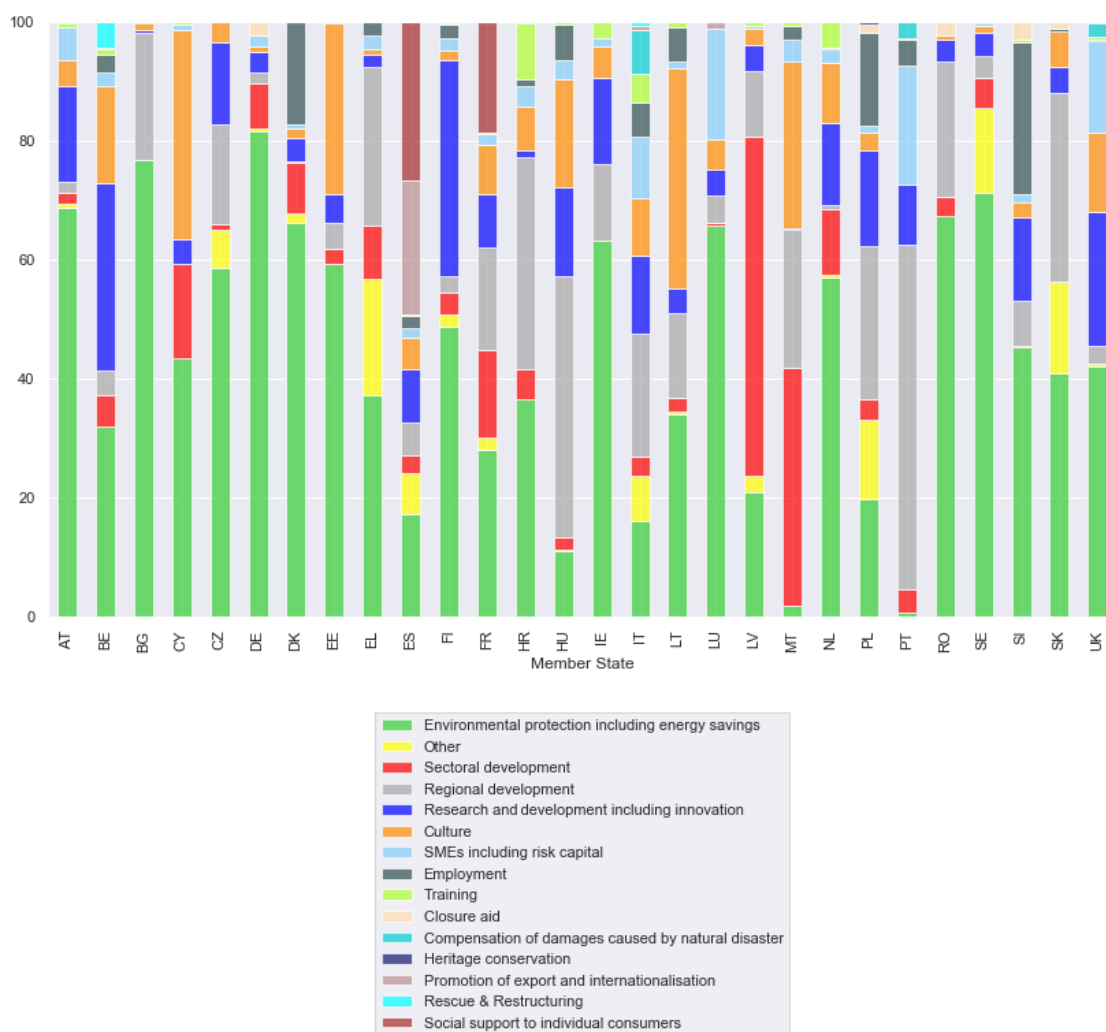 100
80
60
40
20
0
AT BE BG CY CZ DE DK EE EL ES FI FR HR HU IE IT LT LU LV MT NL PL PT RO SE SI SK UK
Member State
Environmental protection including energy savings
Other
Sectoral development
Regional development
Research and development including innovation
Culture
SMEs including risk capital
Employment
Training
Closure aid
Compensation of damages caused by natural disaster
Heritage conservation
Promotion of export and internationalisation
Rescue & Restructuring
Social support to individual consumers